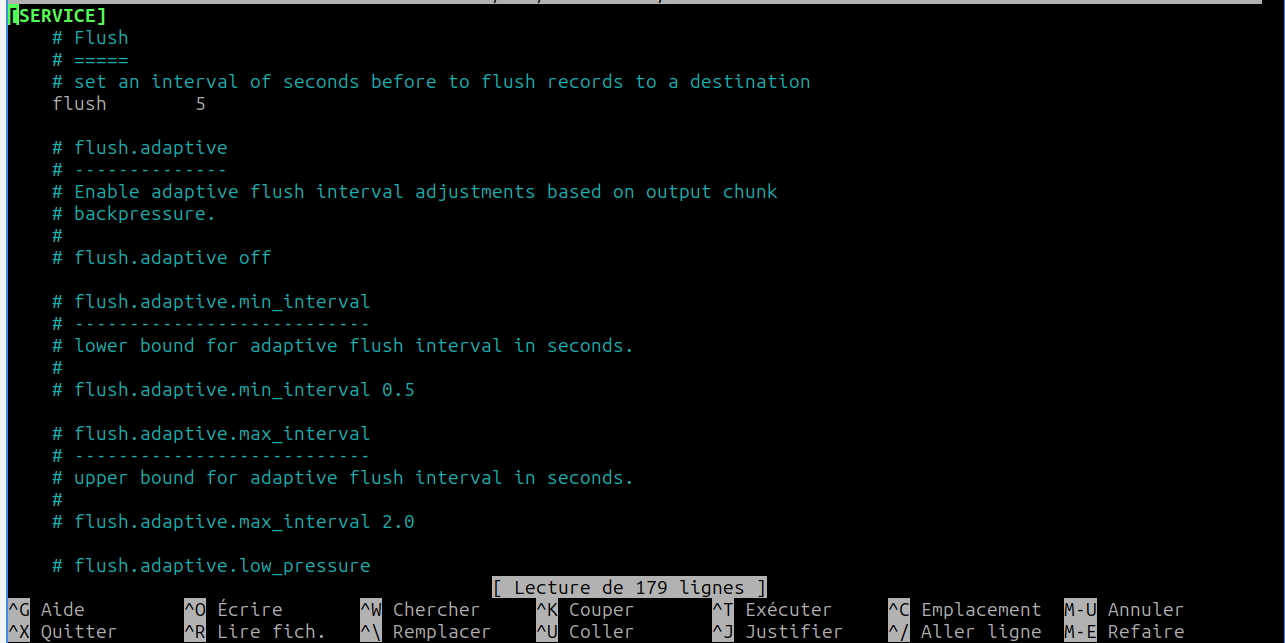 [SERVICE]
# Flush
# =====
# set an interval of seconds before to flush records to a destination
flush        5
# flush.adaptive
# --------------
# Enable adaptive flush interval adjustments based on output chunk
# backpressure.
#
# flush.adaptive off
# flush.adaptive.min_interval
# ---------------------------
# lower bound for adaptive flush interval in seconds.
#
# flush.adaptive.min_interval 0.5
# flush.adaptive.max_interval
# ---------------------------
# upper bound for adaptive flush interval in seconds.
#
# flush.adaptive.max_interval 2.0
# flush.adaptive.low_pressure
[ Lecture de 179 lignes ]
^G Aide ^O Écrire ^W Chercher ^K Couper ^T Exécuter ^C Emplacement M-U Annuler
^X Quitter ^R Lire fich. ^\ Remplacer ^U Coller ^J Justifier ^/ Aller ligne M-E Refaire